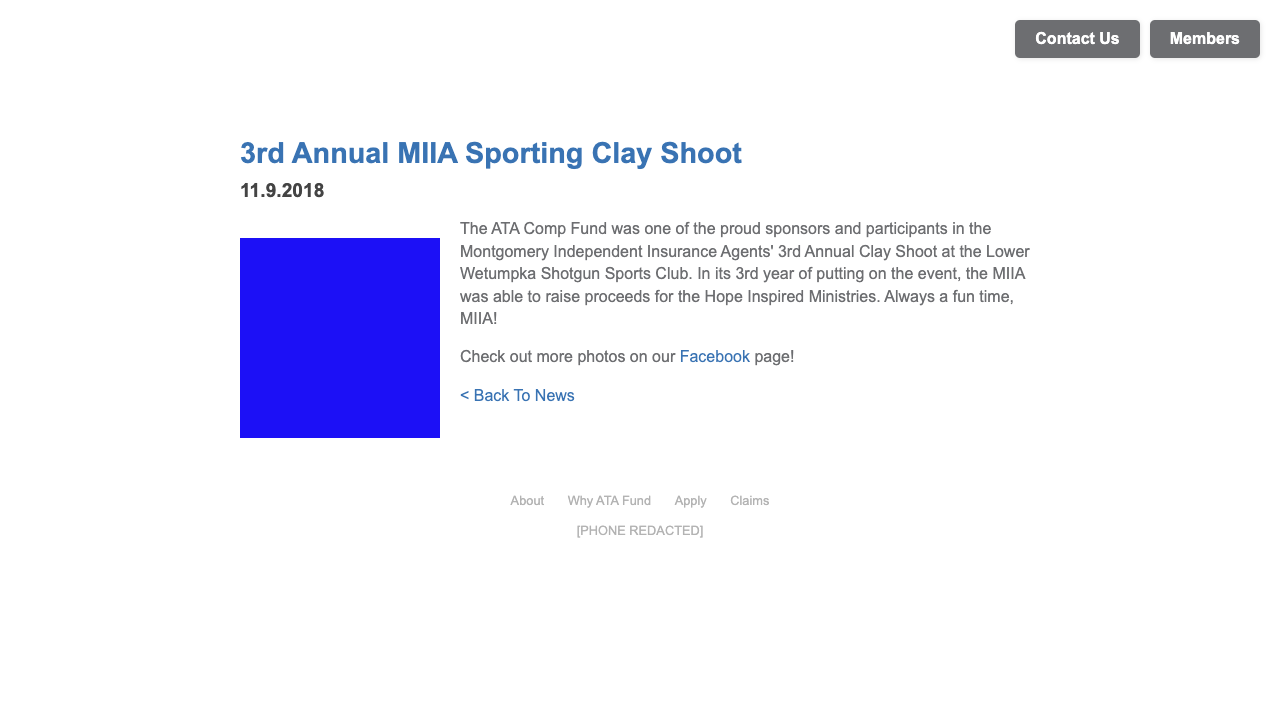 Contact Us
Members
3rd Annual MIIA Sporting Clay Shoot
11.9.2018
The ATA Comp Fund was one of the proud sponsors and participants in the
Montgomery Independent Insurance Agents' 3rd Annual Clay Shoot at the Lower
Wetumpka Shotgun Sports Club. In its 3rd year of putting on the event, the MIIA
was able to raise proceeds for the Hope Inspired Ministries. Always a fun time,
MIIA!
Check out more photos on our Facebook page!
< Back To News
About Why ATA Fund Apply Claims
[PHONE REDACTED]